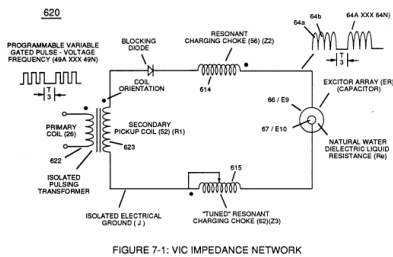 620
PROGRAMMABLE VARIABLE
GATED PULSE - VOLTAGE
FREQUENCY (49A XXX 49N)
T
3
BLOCKING
DIODE
COIL
ORIENTATION
RESONANT
CHARGING CHOKE (56) (Z2)
614
64a
64b
64A XXX 64N)
T
3
EXCITOR ARRAY (ER)
(CAPACITOR)
66 / E9
67 / E10
NATURAL WATER
DIELECTRIC LIQUID
RESISTANCE (Re)
PRIMARY
COIL (26)
622
ISOLATED
PULSING
TRANSFORMER
SECONDARY
PICKUP COIL (52) (R1)
623
615
ISOLATED ELECTRICAL
GROUND ( J )
"TUNED" RESONANT
CHARGING CHOKE (62)(Z3)
FIGURE 7-1: VIC IMPEDANCE NETWORK